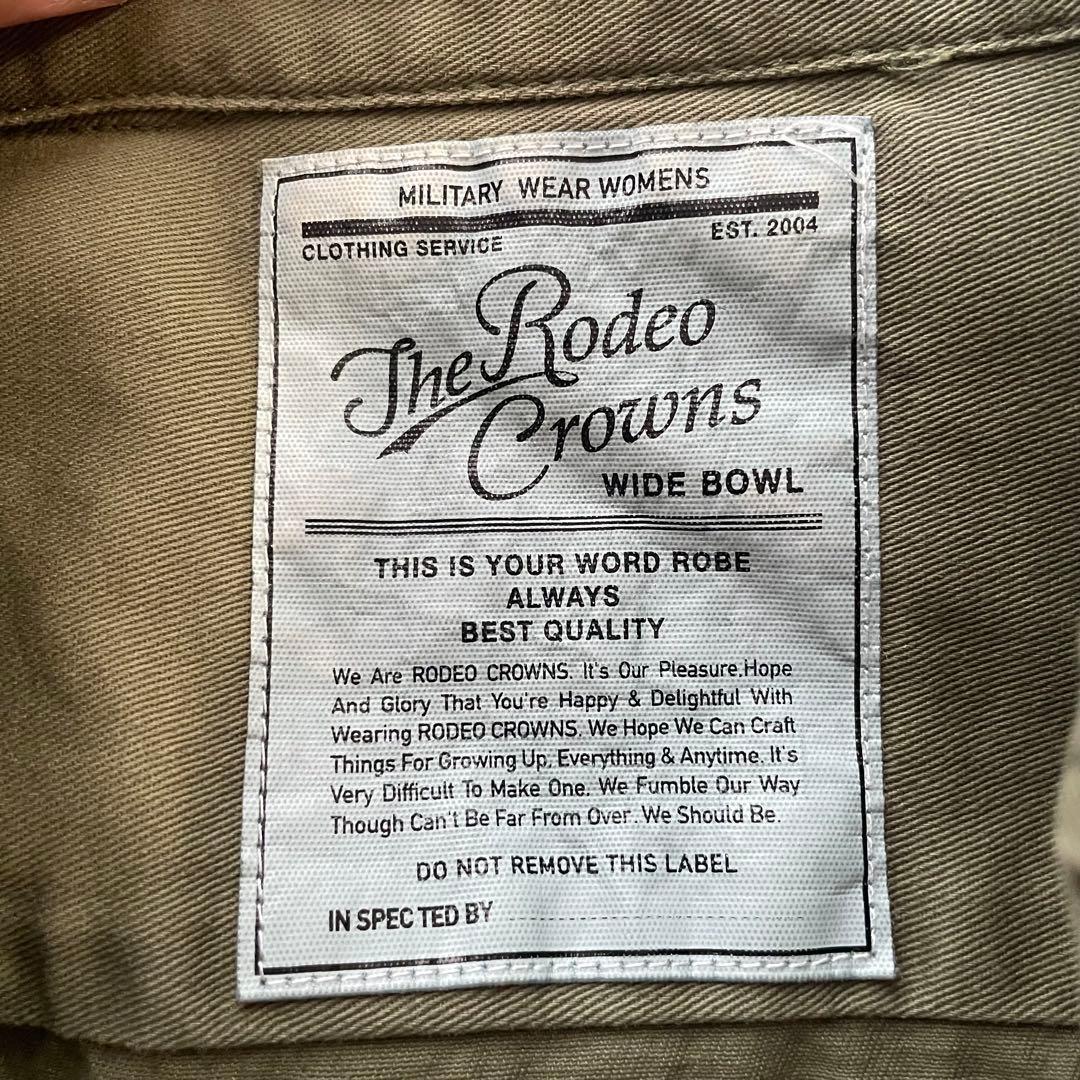 MILITARY WEAR WOMENS
CLOTHING SERVICE EST. 2004
The Rodeo
Crowns
WIDE BOWL
THIS IS YOUR WORD ROBE
ALWAYS
BEST QUALITY
We Are RODEO CROWNS. It's Our Pleasure,Hope
And Glory That You're Happy & Delightful With
Wearing RODEO CROWNS. We Hope We Can Craft
Things For Growing Up, Everything & Anytime. It's
Very Difficult To Make One. We Fumble Our Way
Though Can't Be Far From Over. We Should Be.
DO NOT REMOVE THIS LABEL
IN SPEC TED BY